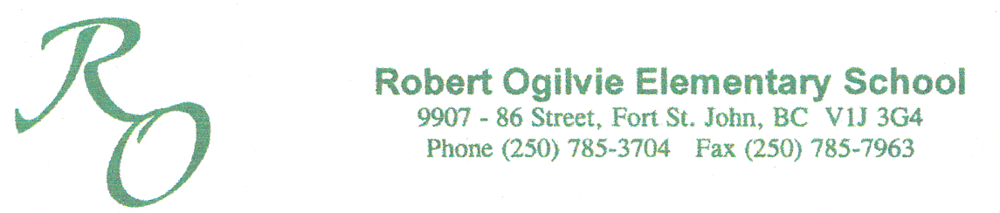 RO
Robert Ogilvie Elementary School
9907 - 86 Street, Fort St. John, BC V1J 3G4
Phone (250) 785-3704 Fax (250) 785-7963